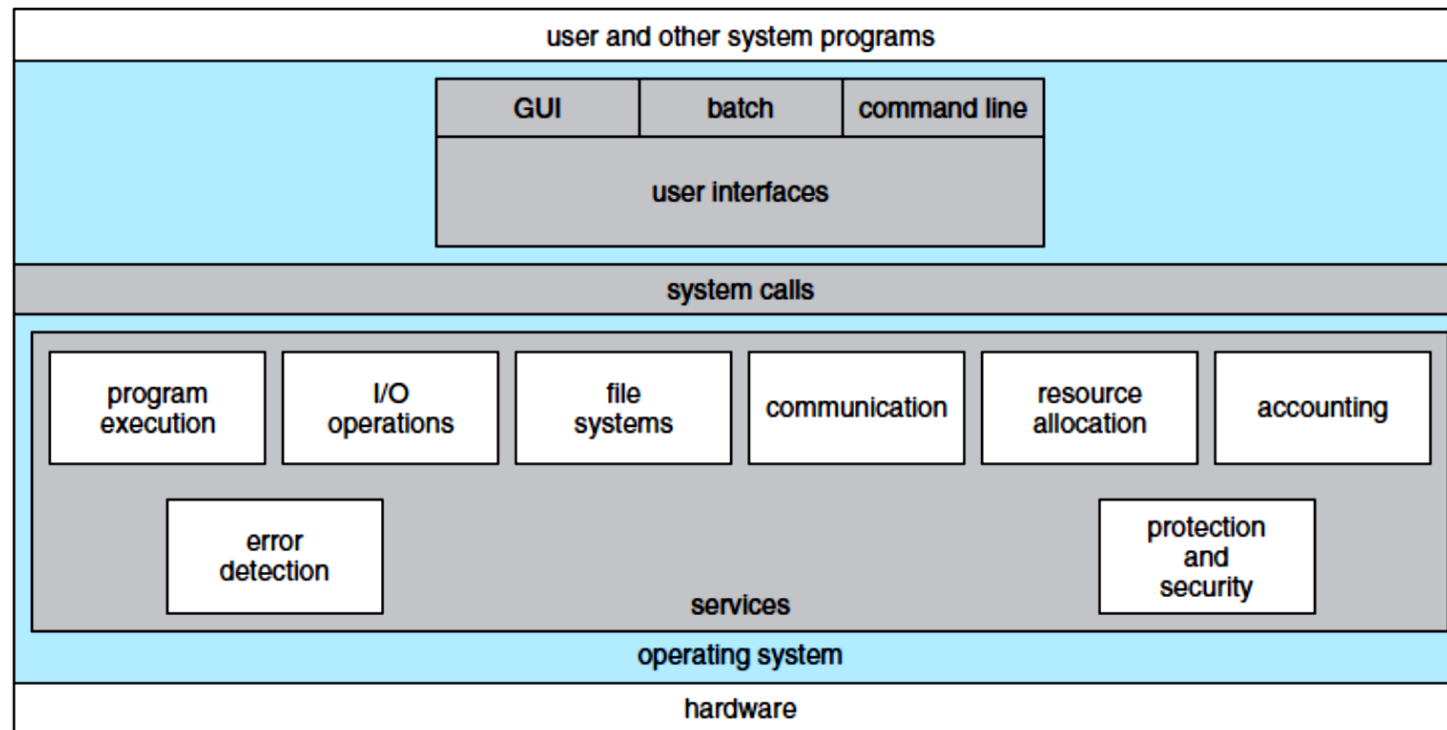 user and other system programs
GUI
batch
command line
user interfaces
system calls
program
execution
I/O
operations
file
systems
communication
resource
allocation
accounting
error
detection
protection
and
security
services
operating system
hardware